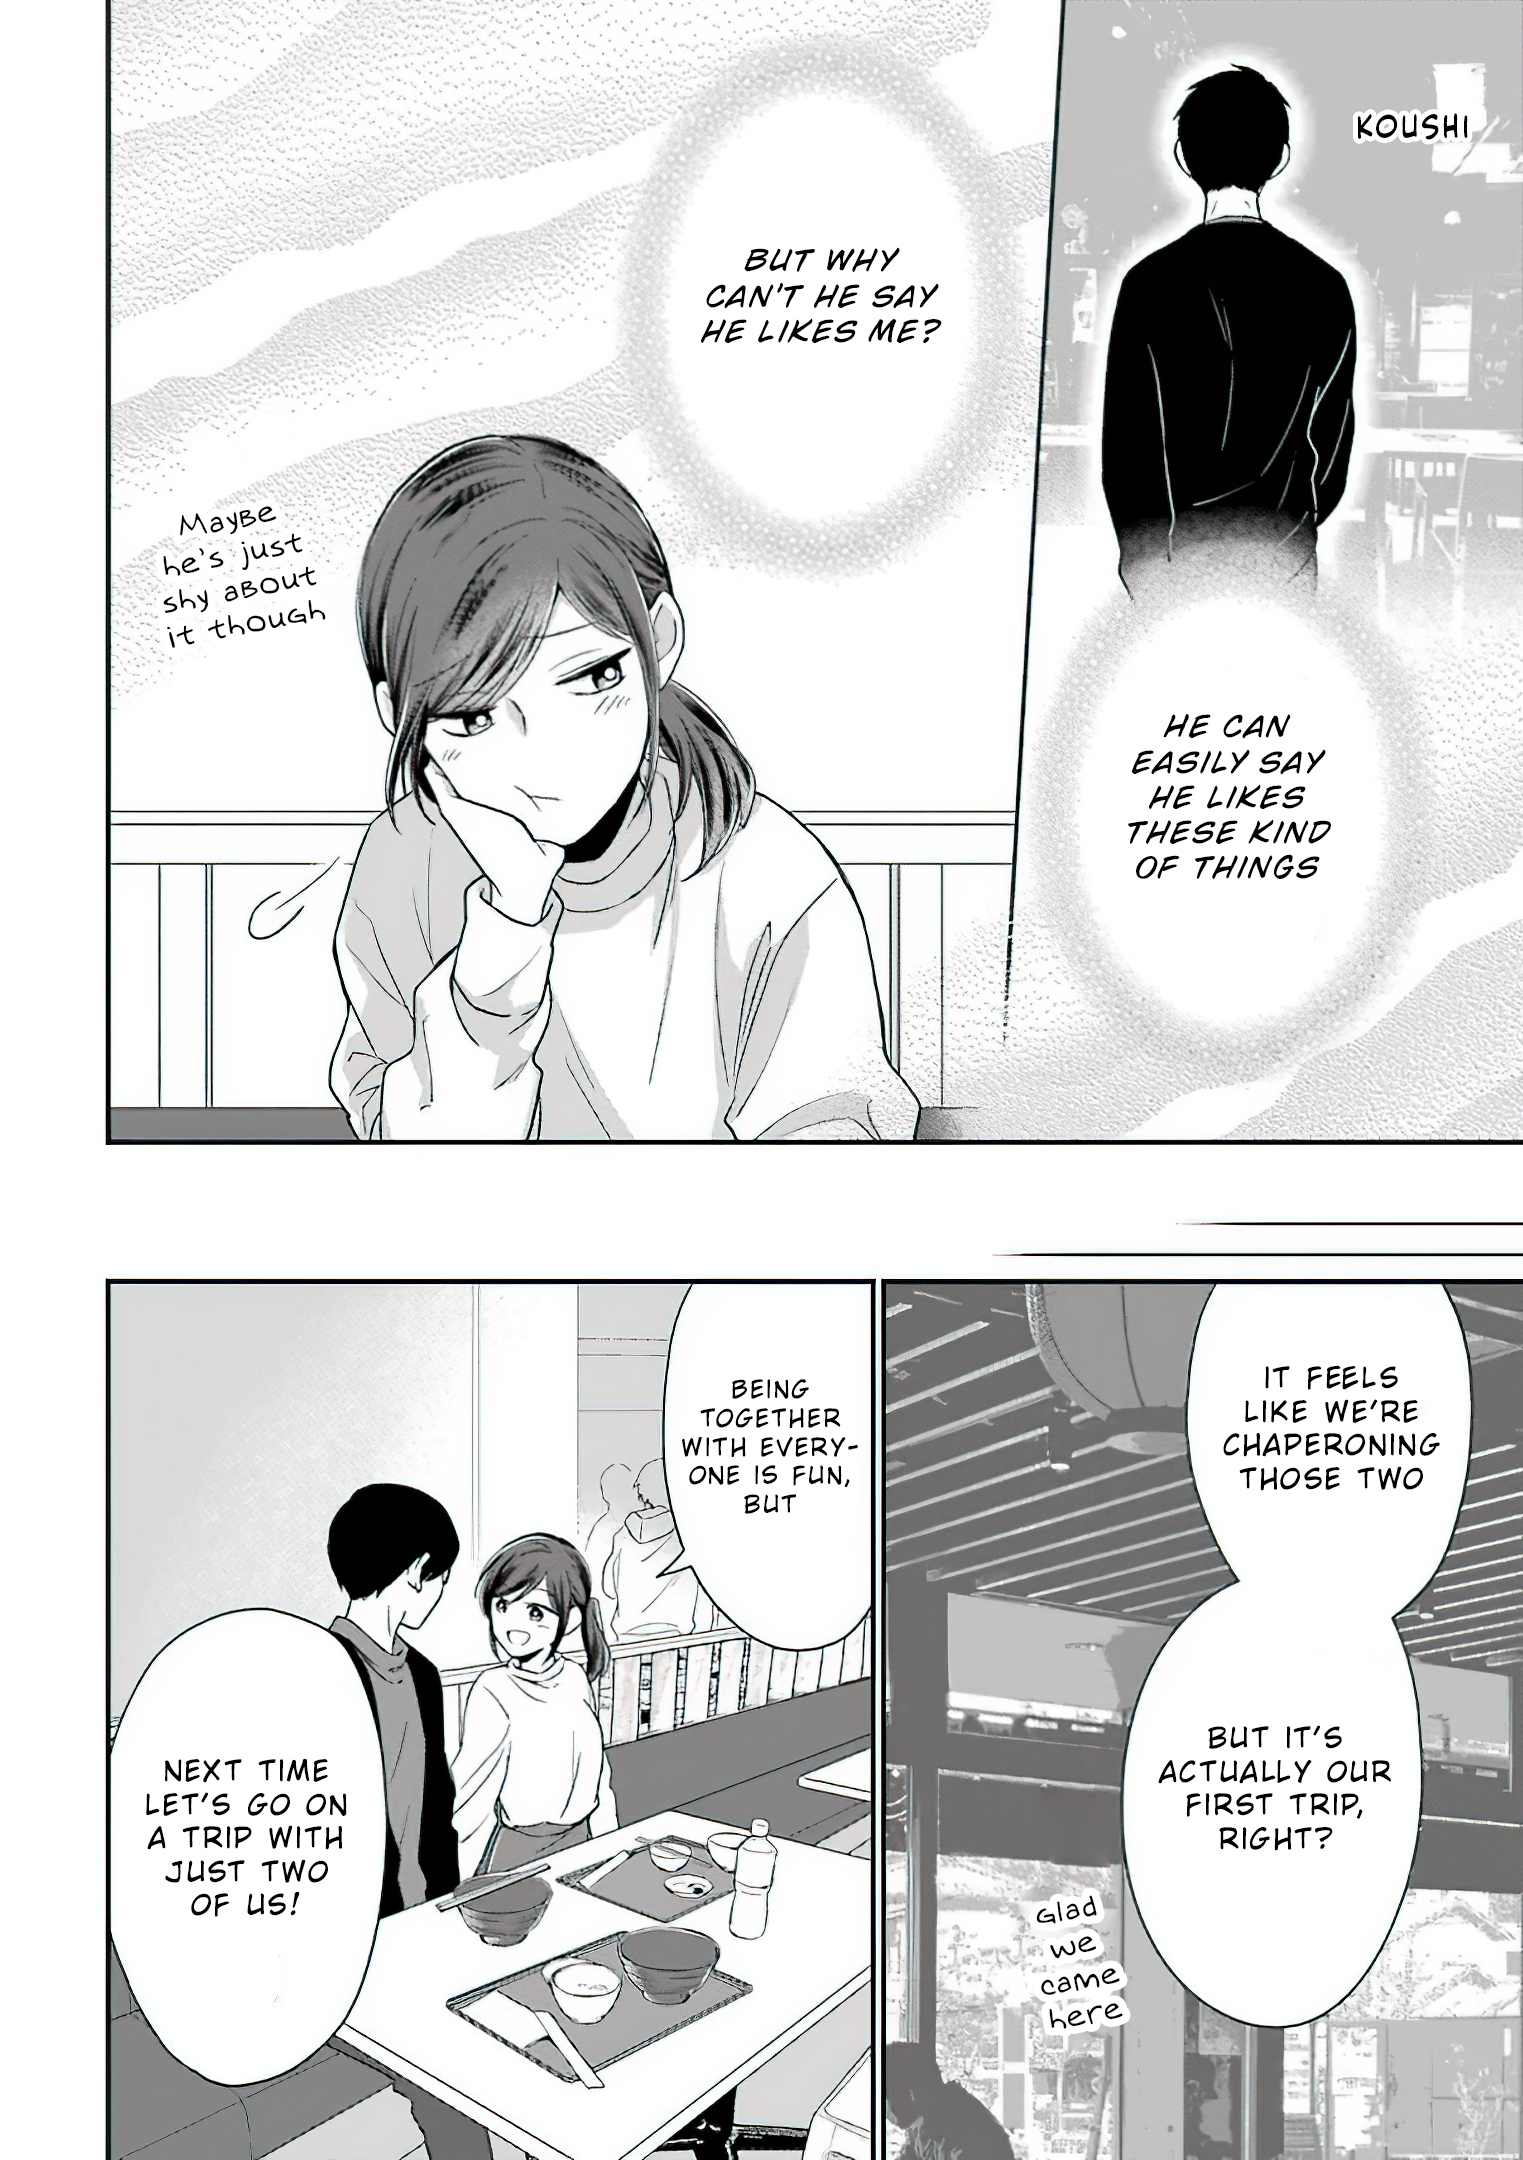 KOUSHI
HE CAN
EASILY SAY
HE LIKES
THESE KIND
OF THINGS
BUT WHY
CAN'T HE SAY
HE LIKES ME?
Maybe
he's just
shy about
it though
IT FEELS
LIKE WE'RE
CHAPERONING
THOSE TWO
BUT IT'S
ACTUALLY OUR
FIRST TRIP,
RIGHT?
Glad
we
came
here
BEING
TOGETHER
WITH EVERY-
ONE IS FUN,
BUT
NEXT TIME
LET'S GO ON
A TRIP WITH
JUST TWO
OF US!